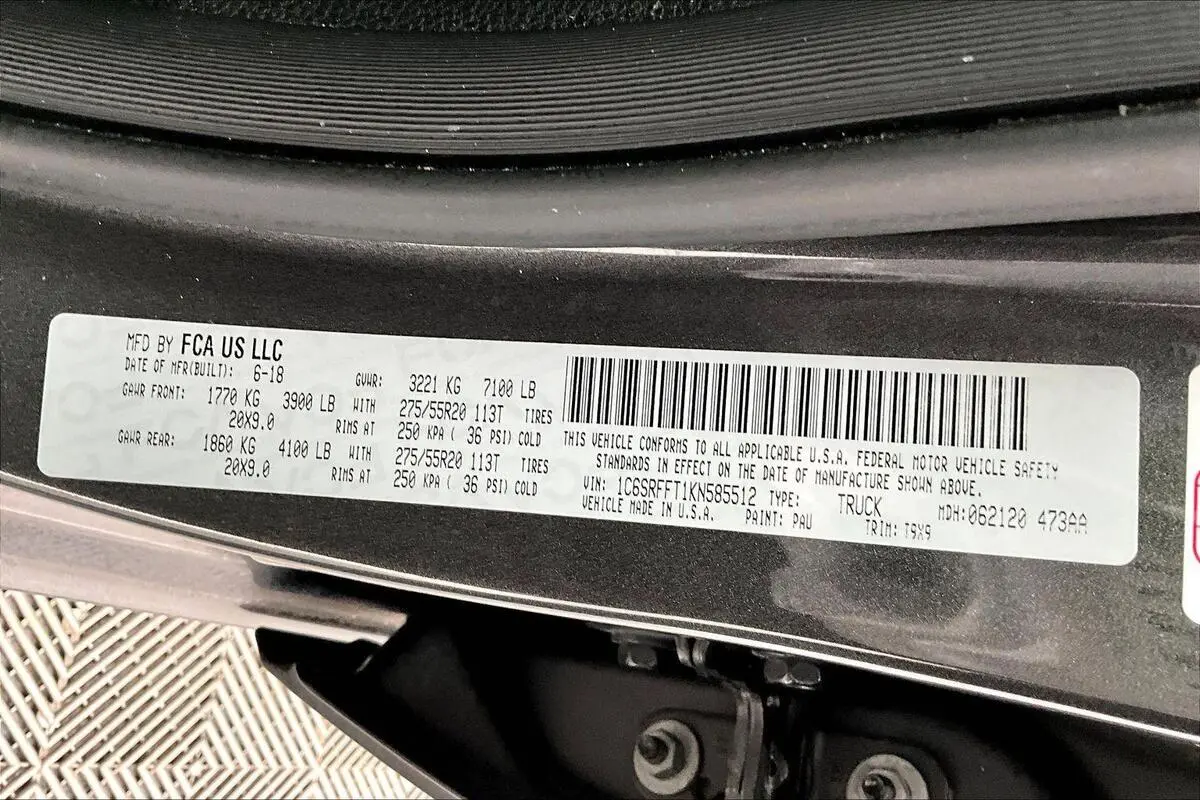 MFD BY FCA US LLC
DATE OF MFR(BUILT): 6-18 GVWR: 3221 KG 7100 LB
GAWR FRONT: 1770 KG 3900 LB WITH 275/55R20 113T TIRES
20X9.0 RIMS AT 250 KPA ( 36 PSI) COLD
GAWR REAR: 1860 KG 4100 LB WITH 275/55R20 113T TIRES
20X9.0 RIMS AT 250 KPA ( 36 PSI) COLD
THIS VEHICLE CONFORMS TO ALL APPLICABLE U.S.A. FEDERAL MOTOR VEHICLE SAFETY
STANDARDS IN EFFECT ON THE DATE OF MANUFACTURE SHOWN ABOVE.
VIN: 1C6SRFFT1KN585512 TYPE: TRUCK MDH:062120 473AA
VEHICLE MADE IN U.S.A. PAINT: PAU TRIM: T9X9